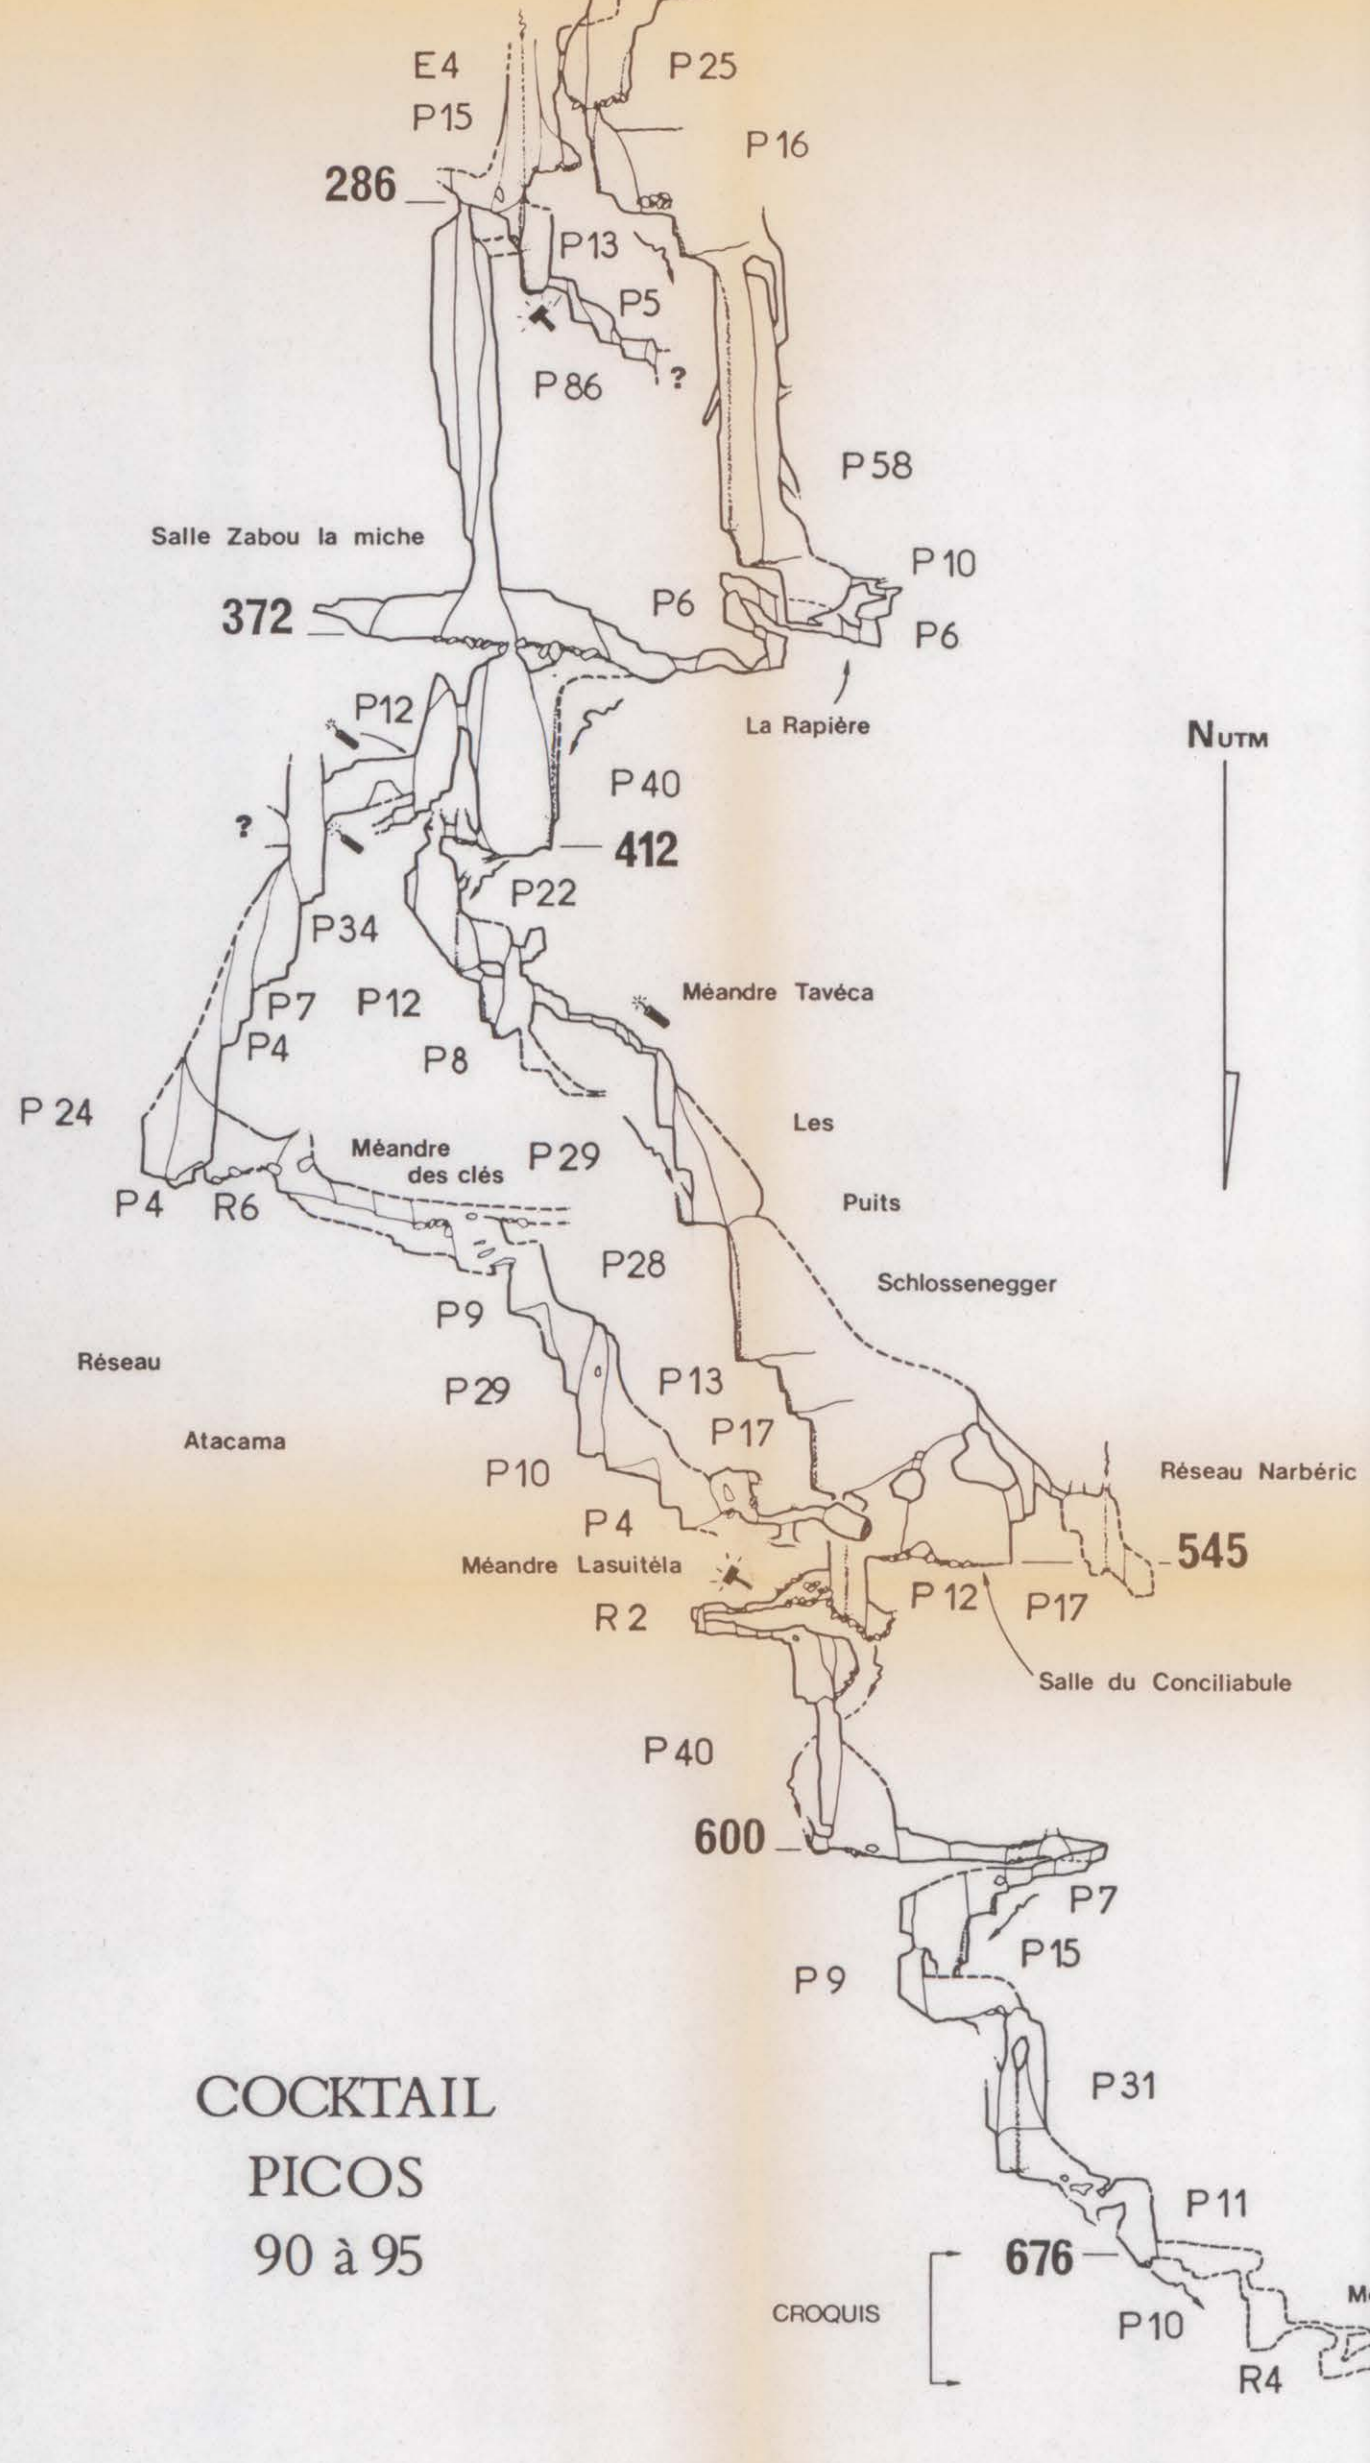 E4
P25
P15
P16
286
P13
P5
P86
?
P58
Salle Zabou la miche
P10
P6
372
P6
La Rapière
P12
NUTM
P40
?
412
P22
P34
Méandre Tavéca
P7
P12
P4
P8
P24
Les
Méandre
des clés
P29
P4
R6
Puits
P28
Schlossenegger
P9
Réseau
P13
P29
P17
Atacama
P10
Réseau Narbéric
P4
545
Méandre Lasuitéla
P12
P17
R2
Salle du Conciliabule
P40
600
P7
P15
P9
P31
COCKTAIL
PICOS
90 à 95
P11
676
CROQUIS
P10
R4